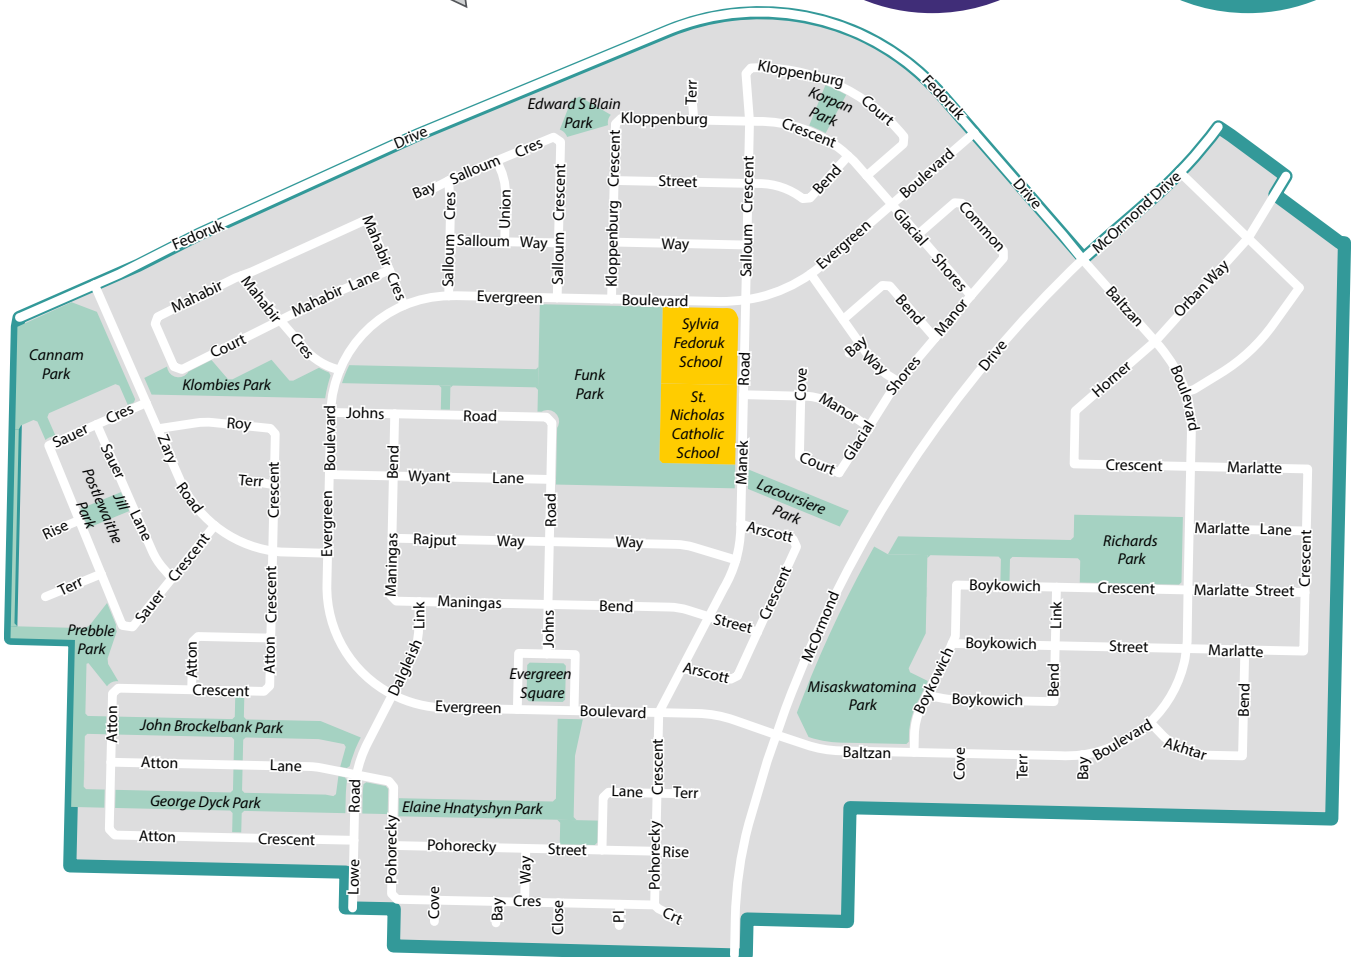 Kloppenburg
Court
Korpan
Park
Terr
Edward S Blain
Park
Kloppenburg
Crescent
Fedoruk
Drive
Drive
Fedoruk
McOrmond Drive
Bay
Salloum
Cres
Salloum Cres
Union
Salloum Crescent
Salloum Way
Kloppenburg Crescent
Street
Way
Salloum Crescent
Bend
Boulevard
Evergreen
Glacial
Shores
Common
Manor
Bend
Bay
Way
Shores
Glacial
Mahabir
Mahabir
Mahabir Lane
Mahabir
Cres
Court
Cres
Evergreen
Boulevard
Baltzan
Orban Way
Horner
Boulevard
Drive
Sylvia
Fedoruk
School
St.
Nicholas
Catholic
School
Funk
Park
Road
Manek
Cove
Manor
Court
Cannam
Park
Klombies Park
Sauer
Cres
Sauer
Lane
Jill
Postlewaithe
Park
Rise
Terr
Sauer
Crescent
Zary
Road
Roy
Terr
Crescent
Crescent
Atton
Boulevard
Evergreen
Johns
Road
Bend
Wyant
Lane
Road
Maningas
Rajput
Way
Way
Maningas
Bend
Link
Dalgleish
Johns
Street
Lacoursiere
Park
Arscott
Crescent
Arscott
McOrmond
Crescent
Marlatte
Marlatte Lane
Crescent
Richards
Park
Boykowich
Crescent
Marlatte Street
Link
Boykowich
Street
Marlatte
Bend
Boykowich
Boykowich
Bend
Misaskwatomina
Park
Baltzan
Cove
Terr
Bay
Boulevard
Akhtar
Prebble
Park
Atton
Crescent
Atton
John Brockelbank Park
Atton
Lane
George Dyck Park
Atton
Crescent
Road
Lowe
Evergreen
Square
Evergreen
Boulevard
Elaine Hnatyshyn Park
Crescent
Lane
Terr
Pohorecky
Pohorecky
Street
Rise
Pohorecky
Way
Cove
Bay
Cres
Close
Pl
Crt